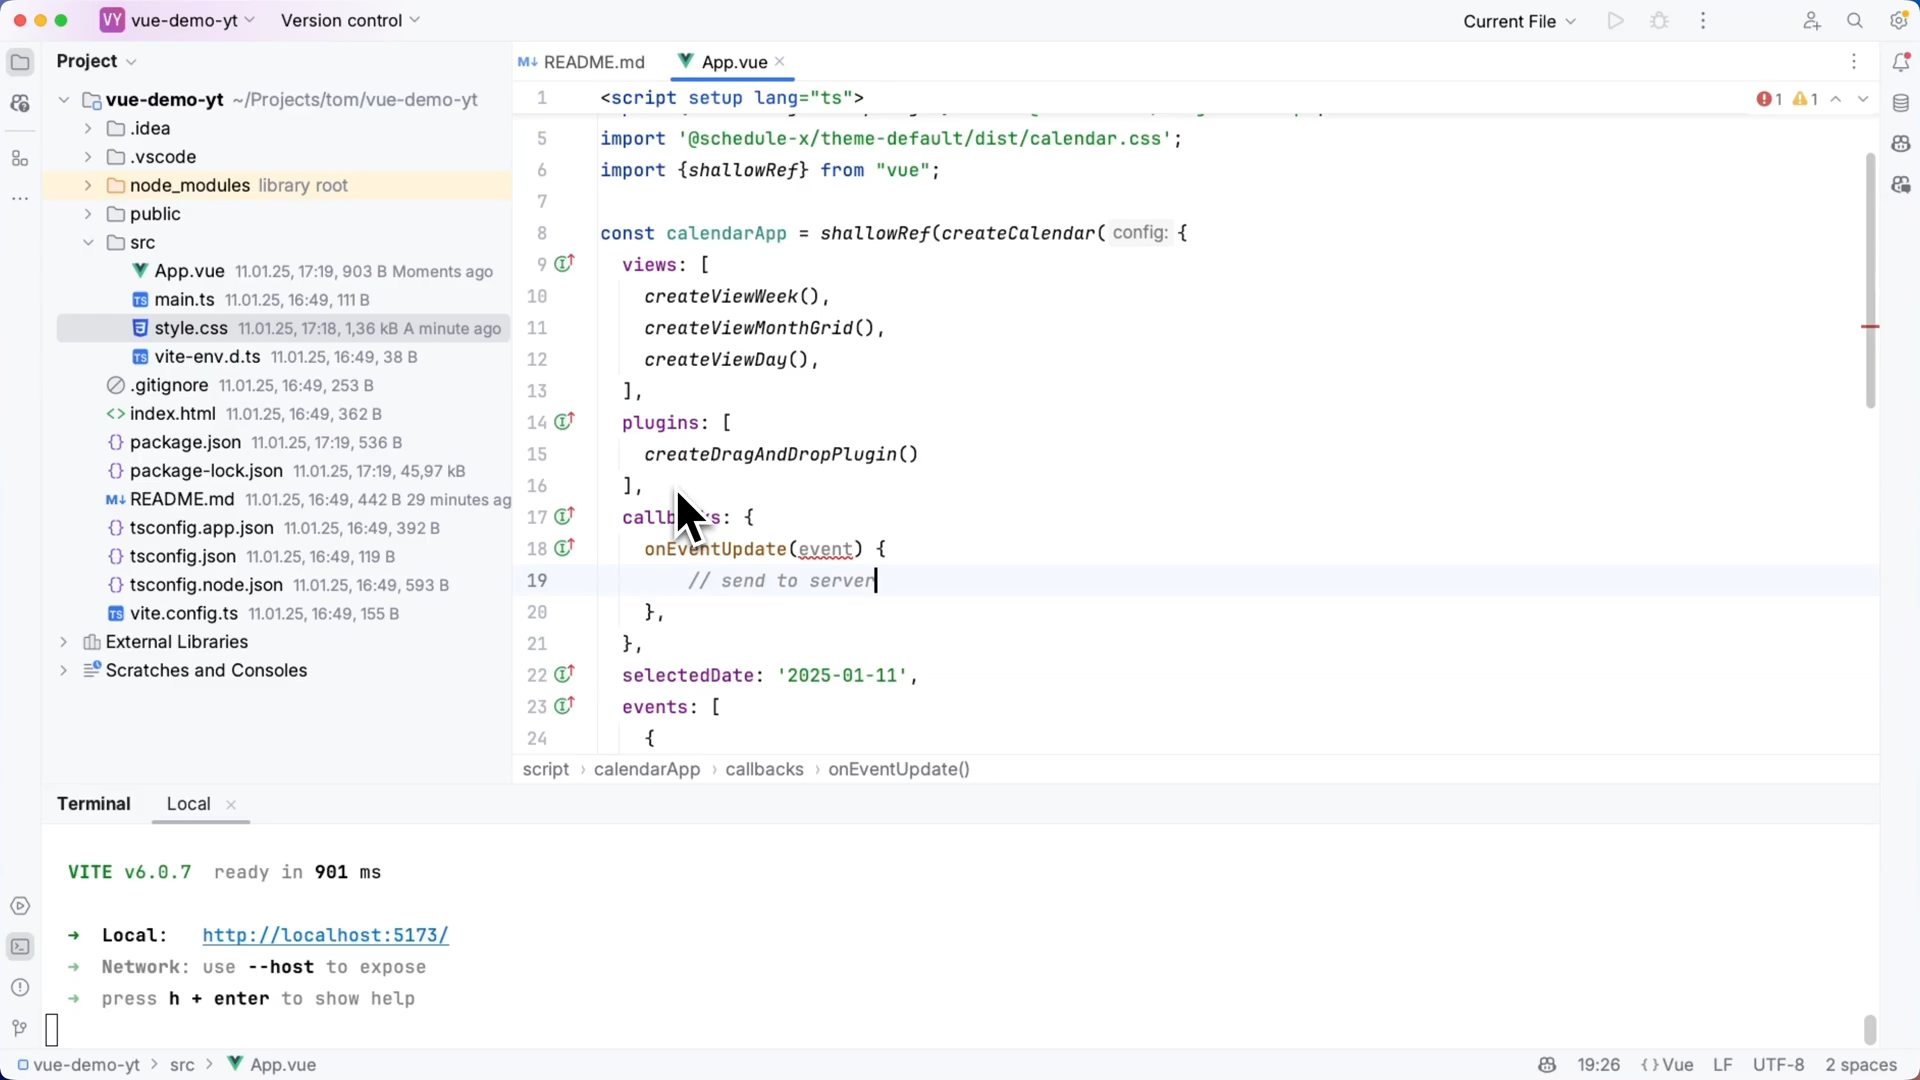 VY vue-demo-yt Version control Current File
Project
vue-demo-yt ~/Projects/tom/vue-demo-yt
.idea
.vscode
node_modules library root
public
src
App.vue 11.01.25, 17:19, 903 B Moments ago
TS main.ts 11.01.25, 16:49, 111 B
style.css 11.01.25, 17:18, 1,36 kB A minute ago
TS vite-env.d.ts 11.01.25, 16:49, 38 B
.gitignore 11.01.25, 16:49, 253 B
<> index.html 11.01.25, 16:49, 362 B
{} package.json 11.01.25, 17:19, 536 B
{} package-lock.json 11.01.25, 17:19, 45,97 kB
M↓ README.md 11.01.25, 16:49, 442 B 29 minutes ag
{} tsconfig.app.json 11.01.25, 16:49, 392 B
{} tsconfig.json 11.01.25, 16:49, 119 B
{} tsconfig.node.json 11.01.25, 16:49, 593 B
TS vite.config.ts 11.01.25, 16:49, 155 B
External Libraries
Scratches and Consoles
M↓ README.md App.vue
1 <script setup lang="ts">
1 1
5 import '@schedule-x/theme-default/dist/calendar.css';
6 import {shallowRef} from "vue";
7
8 const calendarApp = shallowRef(createCalendar( config: {
9 views: [
10 createViewWeek(),
11 createViewMonthGrid(),
12 createViewDay(),
13 ],
14 plugins: [
15 createDragAndDropPlugin()
16 ],
17 callbacks: {
18 onEventUpdate(event) {
19 // send to server
20 },
21 },
22 selectedDate: '2025-01-11',
23 events: [
24 {
script › calendarApp › callbacks › onEventUpdate()
Terminal Local
VITE v6.0.7 ready in 901 ms
➜ Local: http://localhost:5173/
➜ Network: use --host to expose
➜ press h + enter to show help
vue-demo-yt › src › App.vue 19:26 {} Vue LF UTF-8 2 spaces